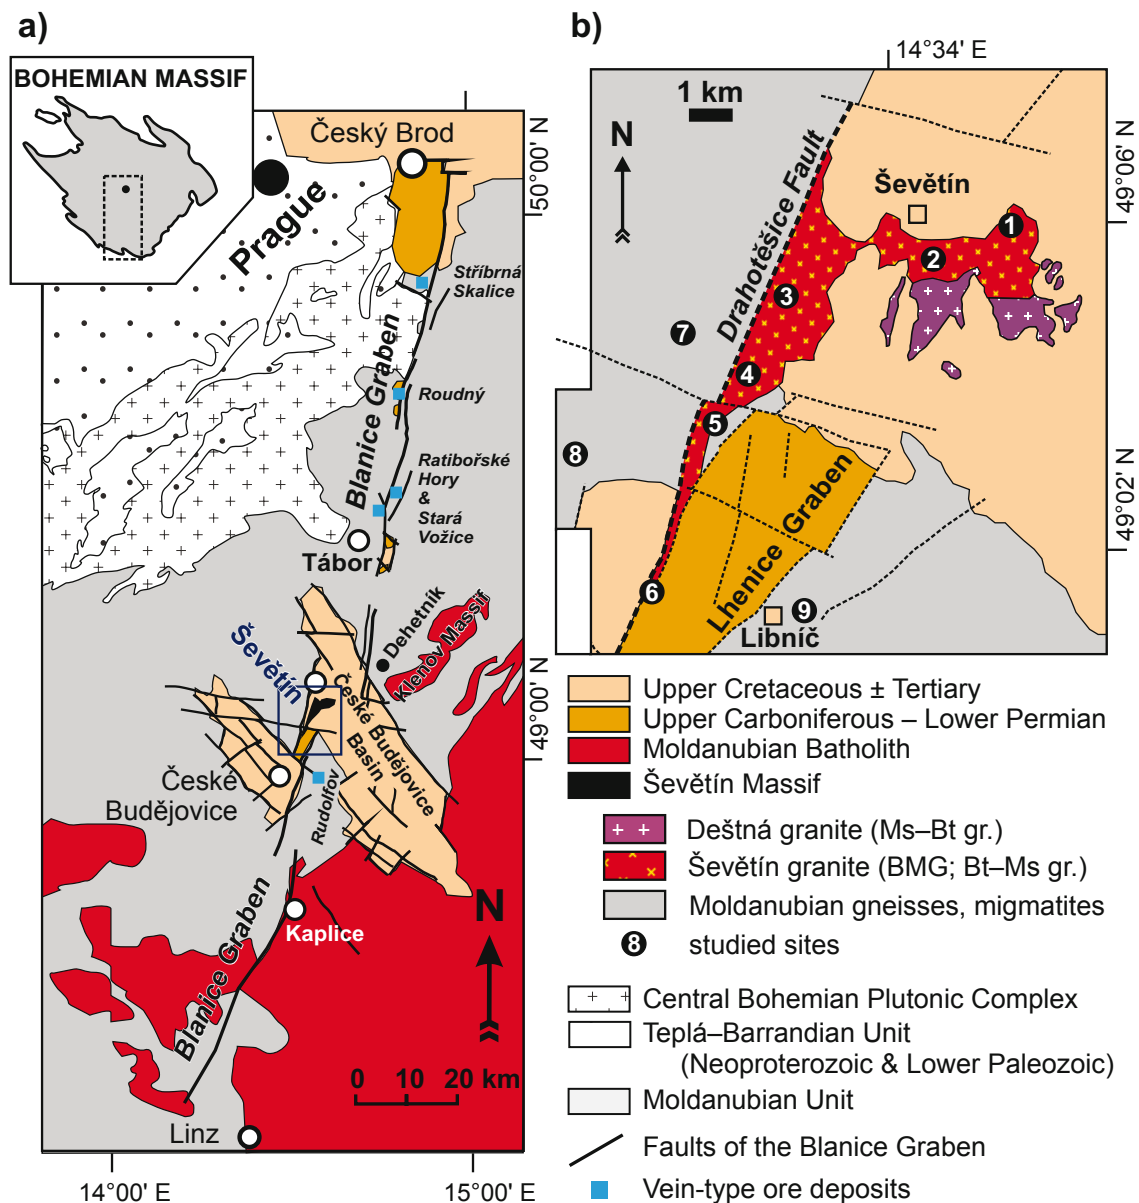 a)
BOHEMIAN MASSIF
Český Brod
Prague
50°00' N
Stříbrná
Skalice
Blanice Graben
Roudný
Ratibořské
Hory
&
Stará
Vožice
Tábor
Dehetník
Klenov Massif
Ševětín
49°00' N
České Budějovice
Basin
České
Budějovice
Rudolfov
Kaplice
N
Blanice Graben
0 10 20 km
Linz
14°00' E
15°00' E
b)
14°34' E
1 km
N
Drahotěšice Fault
49°06' N
Ševětín
1
2
3
7
4
5
8
49°02' N
Lhenice Graben
6
9
Libníč
Upper Cretaceous ± Tertiary
Upper Carboniferous – Lower Permian
Moldanubian Batholith
Ševětín Massif
Deštná granite (Ms–Bt gr.)
Ševětín granite (BMG; Bt–Ms gr.)
Moldanubian gneisses, migmatites
8 studied sites
Central Bohemian Plutonic Complex
Teplá–Barrandian Unit
(Neoproterozoic & Lower Paleozoic)
Moldanubian Unit
Faults of the Blanice Graben
Vein-type ore deposits